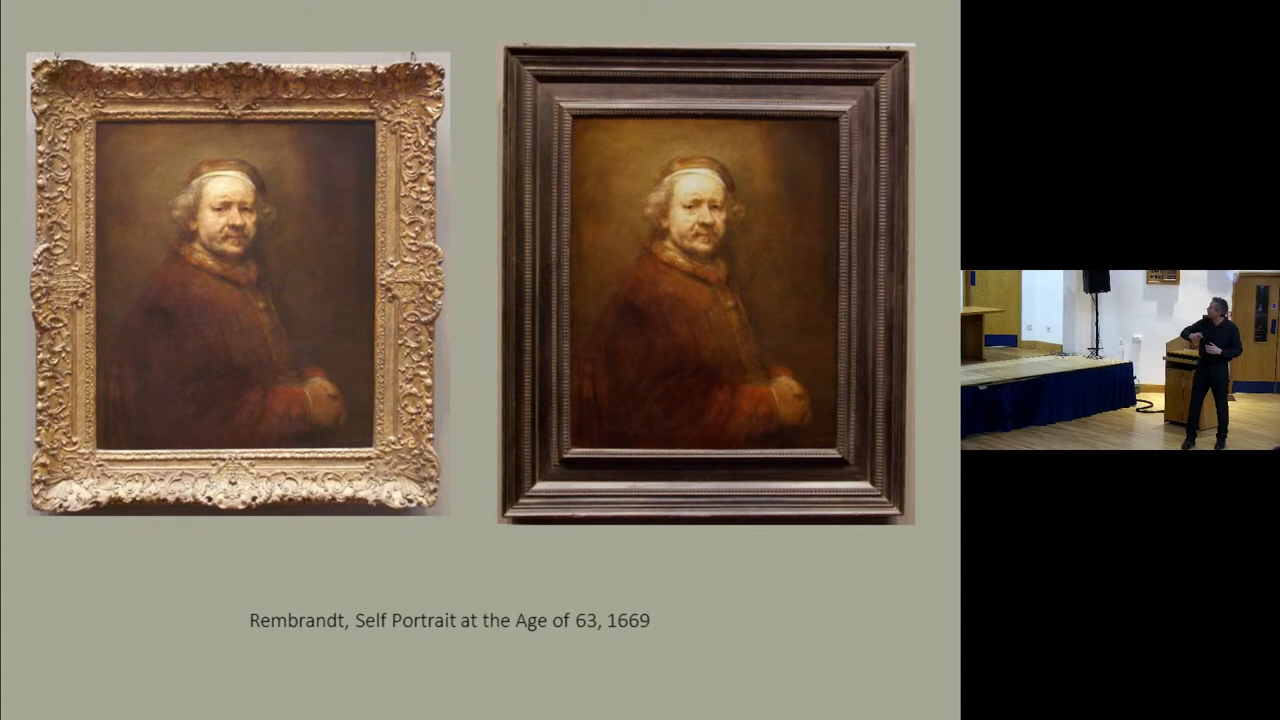 Rembrandt, Self Portrait at the Age of 63, 1669